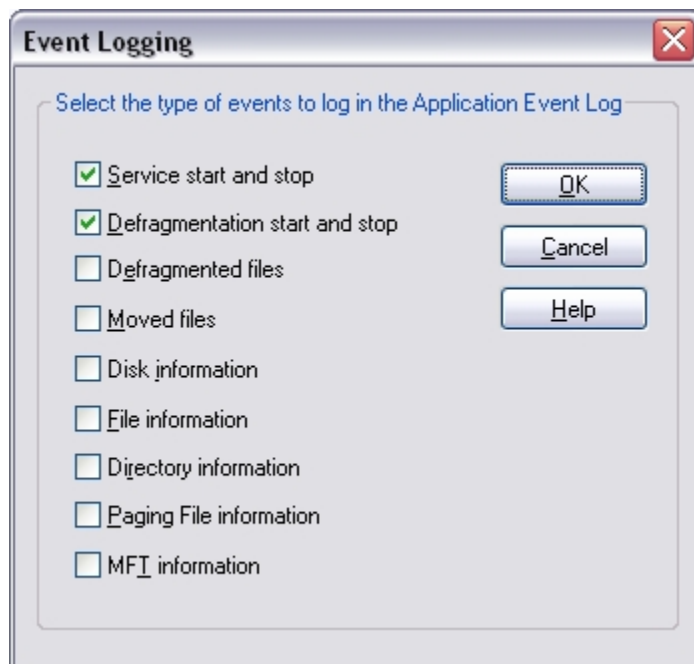 Event Logging
Select the type of events to log in the Application Event Log
Service start and stop
Defragmentation start and stop
Defragmented files
Moved files
Disk information
File information
Directory information
Paging File information
MFT information
OK
Cancel
Help